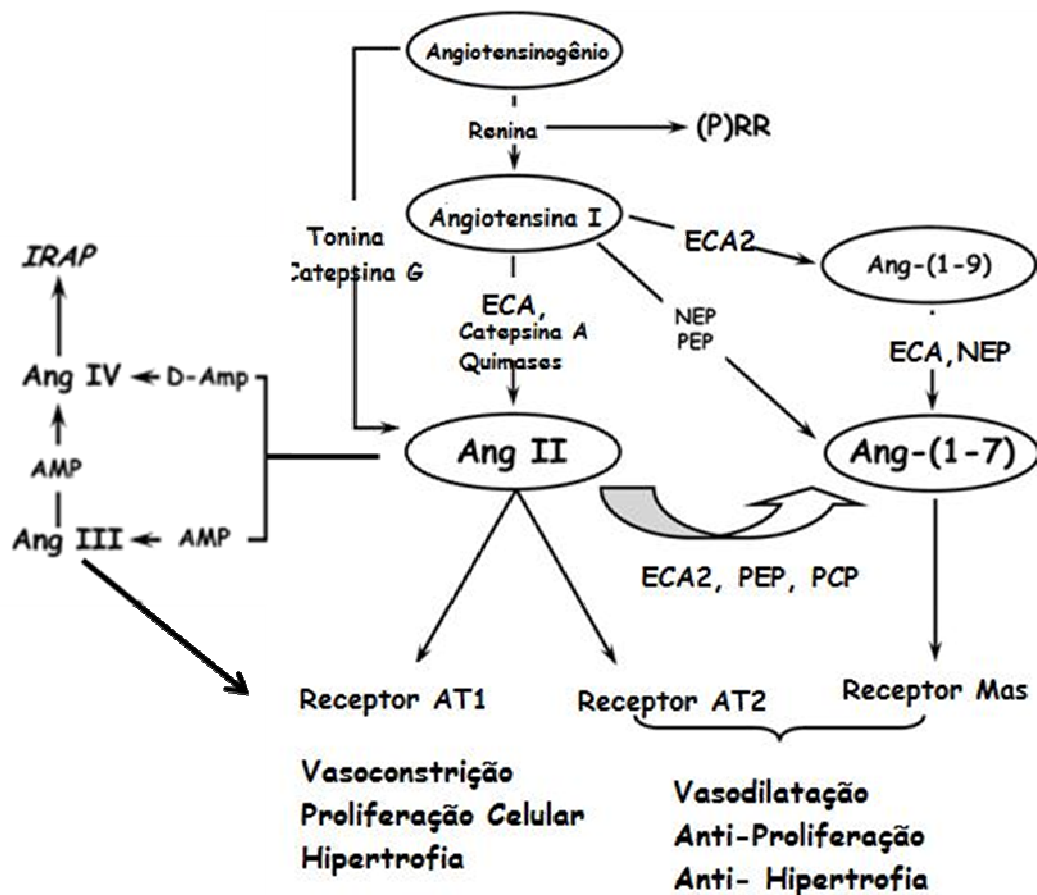 Angiotensinogênio
Renina
(P)RR
Angiotensina I
ECA2
Ang-(1-9)
Tonina
Catepsina G
ECA,
Catepsina A
Quimases
NEP
PEP
ECA,NEP
IRAP
Ang IV
D-Amp
AMP
Ang III
AMP
Ang II
Ang-(1-7)
ECA2, PEP, PCP
Receptor AT1
Receptor AT2
Receptor Mas
Vasoconstrição
Proliferação Celular
Hipertrofia
Vasodilatação
Anti-Proliferação
Anti- Hipertrofia